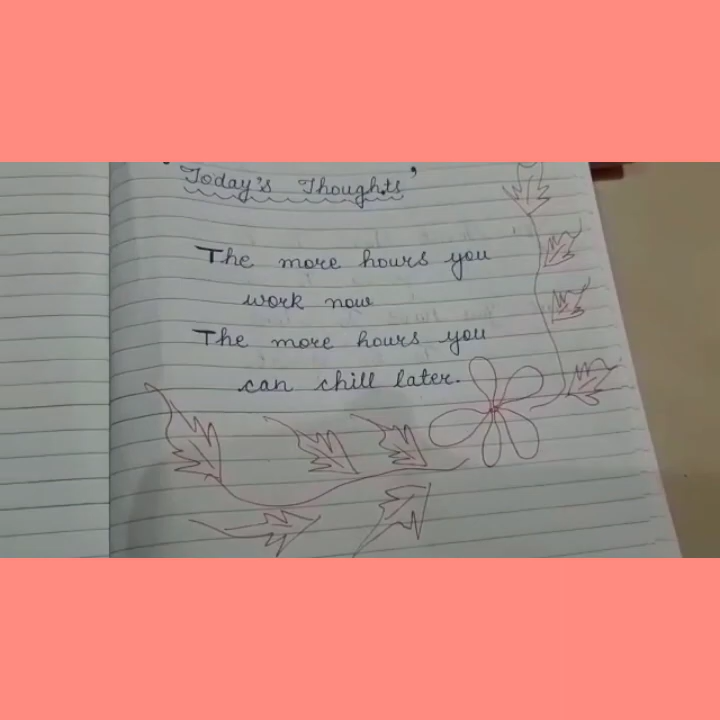 'Today's Thoughts'
The more hours you
work now
The more hours you
can chill later.